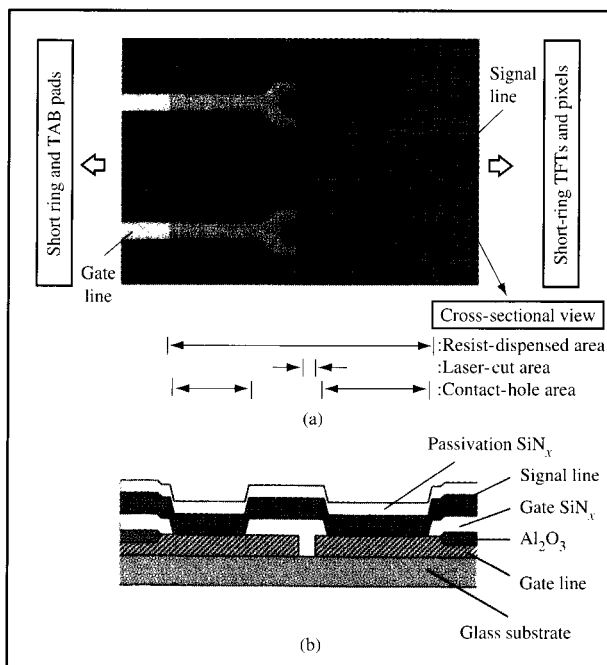 Short ring and TAB pads
Signal
line
Short-ring TFTs and pixels
Gate
line
Cross-sectional view
:Resist-dispensed area
:Laser-cut area
:Contact-hole area
(a)
Passivation SiNₓ
Signal line
Gate SiNₓ
Al₂O₃
Gate line
Glass substrate
(b)